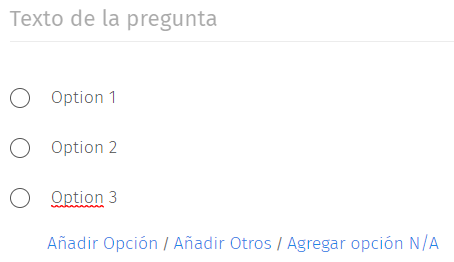 Texto de la pregunta
Option 1
Option 2
Option 3
Añadir Opción / Añadir Otros / Agregar opción N/A